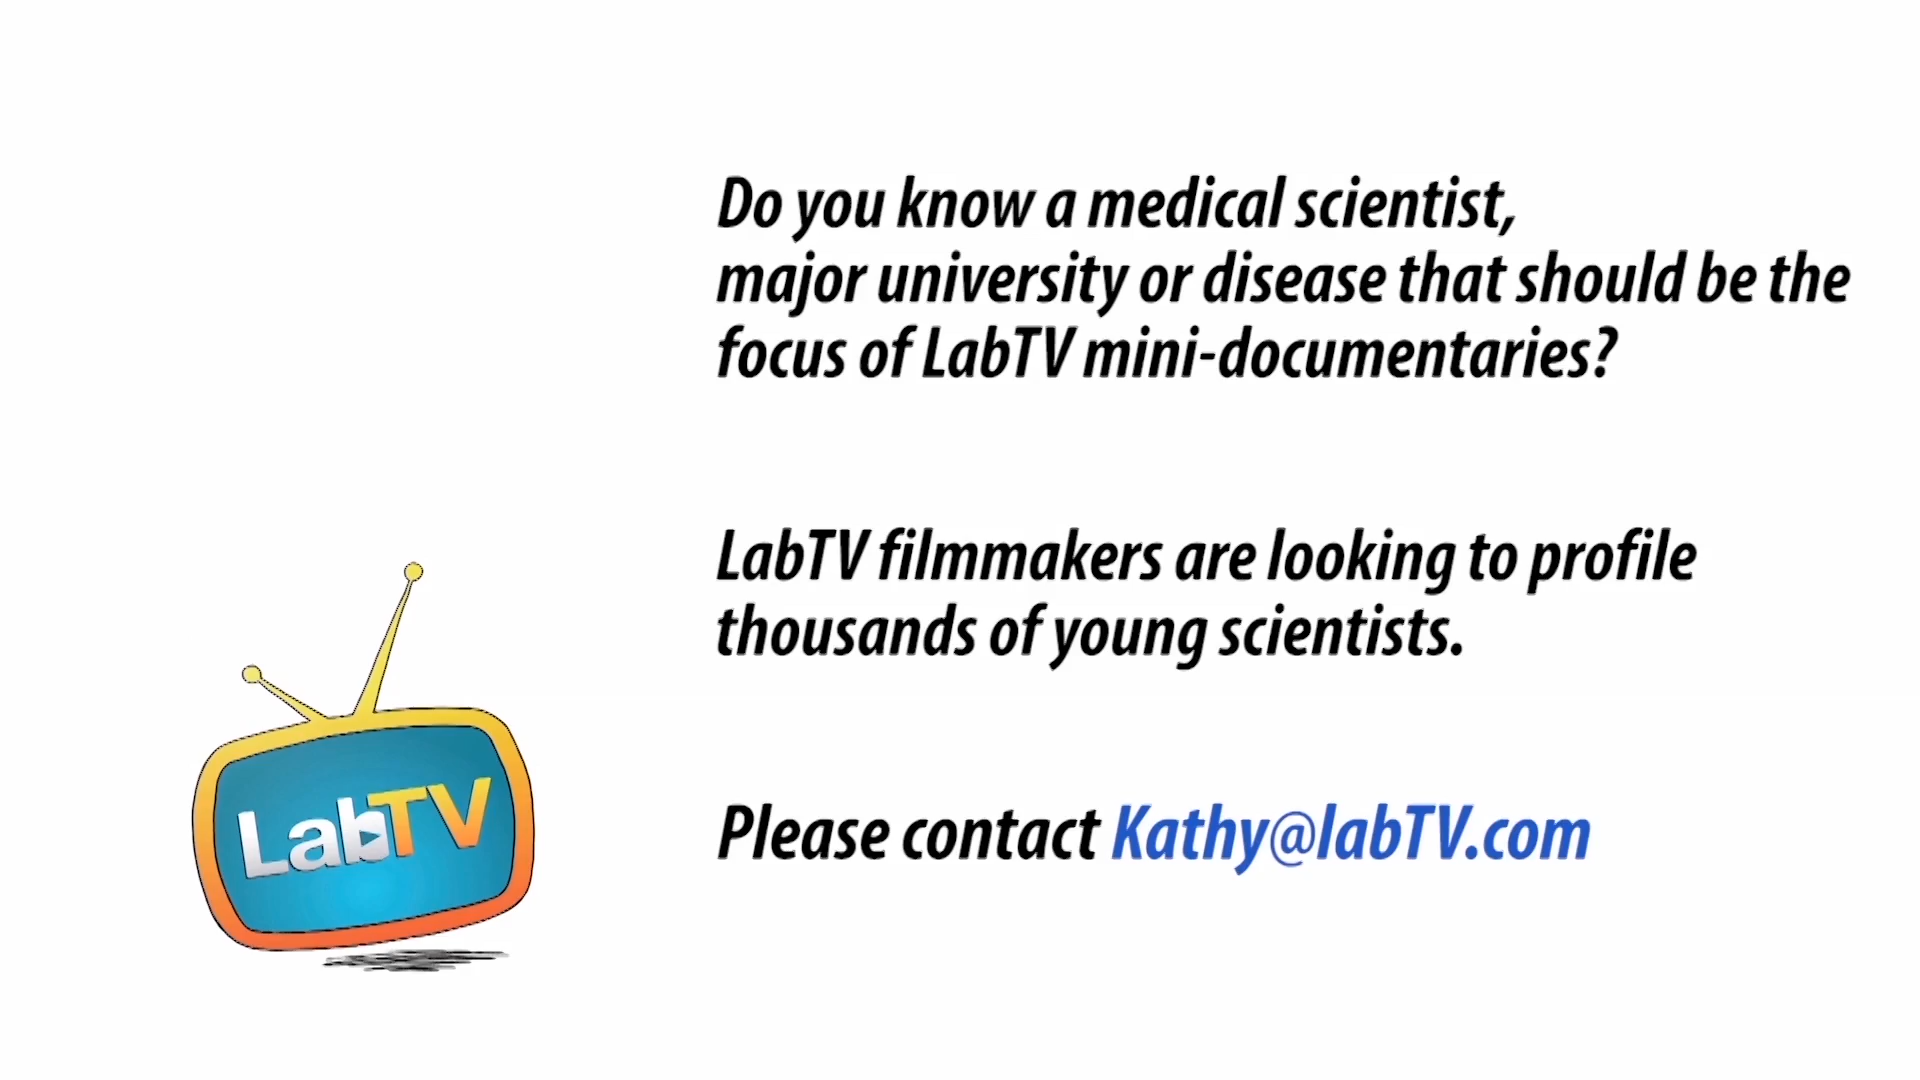 Do you know a medical scientist,
major university or disease that should be the
focus of LabTV mini-documentaries?
LabTV filmmakers are looking to profile
thousands of young scientists.
Please contact Kathy@labTV.com
LabTV